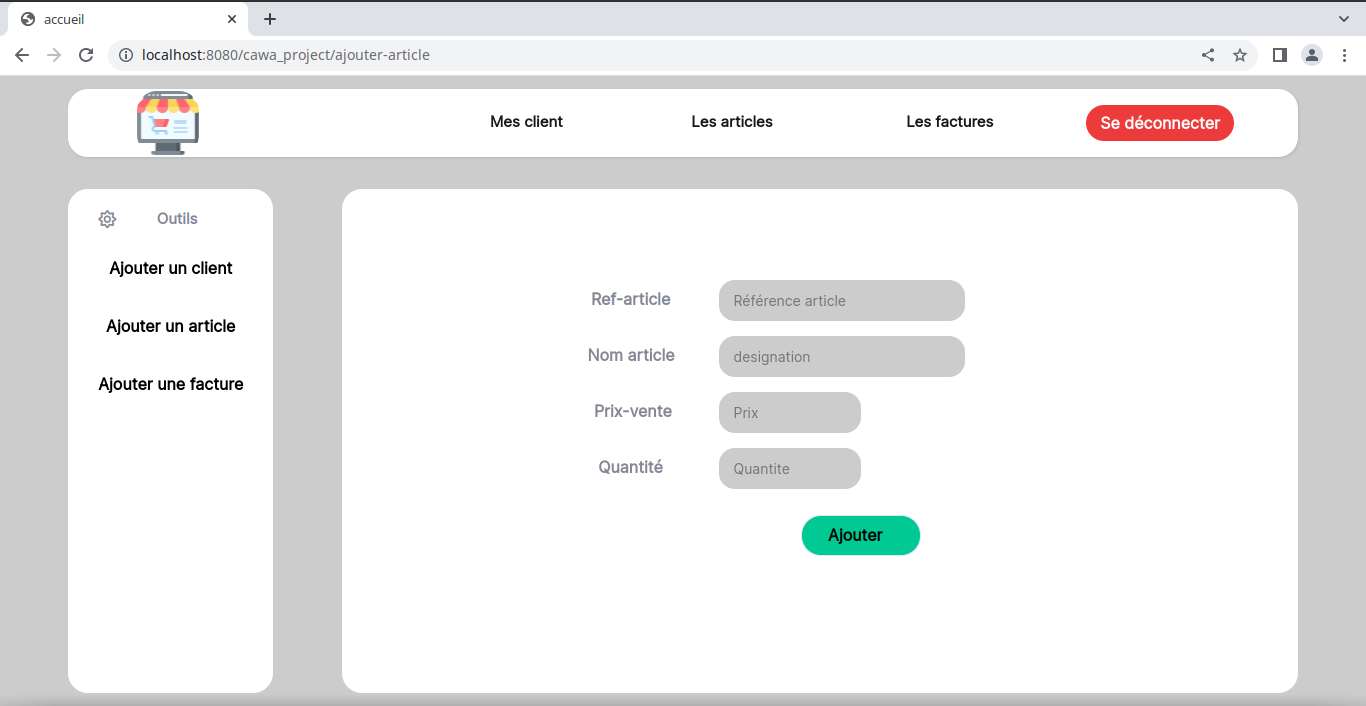 accueil
localhost:8080/cawa_project/ajouter-article
Mes client Les articles Les factures Se déconnecter
Outils
Ajouter un client
Ajouter un article
Ajouter une facture
Ref-article Référence article
Nom article designation
Prix-vente Prix
Quantité Quantite
Ajouter